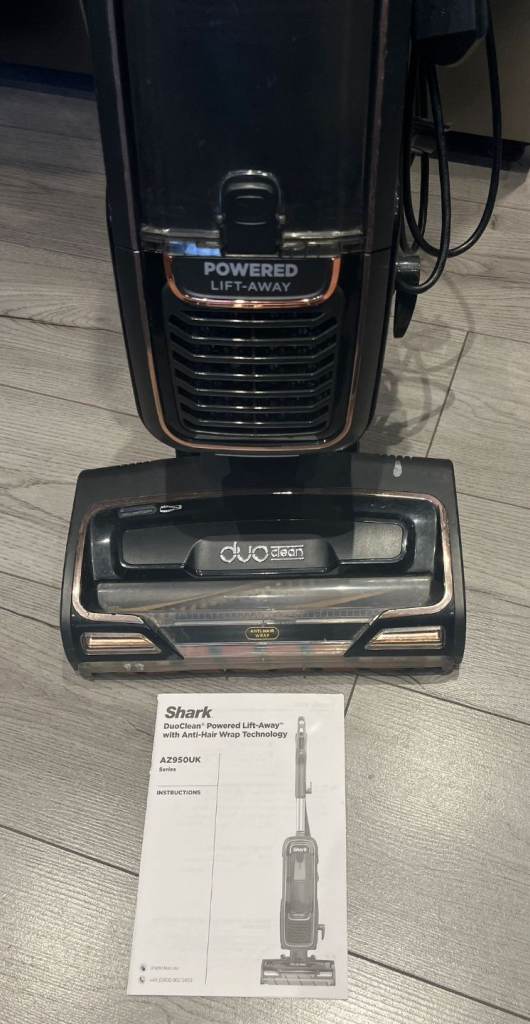 POWERED
LIFT-AWAY
duo clean
ANTI-HAIR
WRAP
Shark
DuoClean® Powered Lift-Away™
with Anti-Hair Wrap Technology
AZ950UK
Series
INSTRUCTIONS
Shark